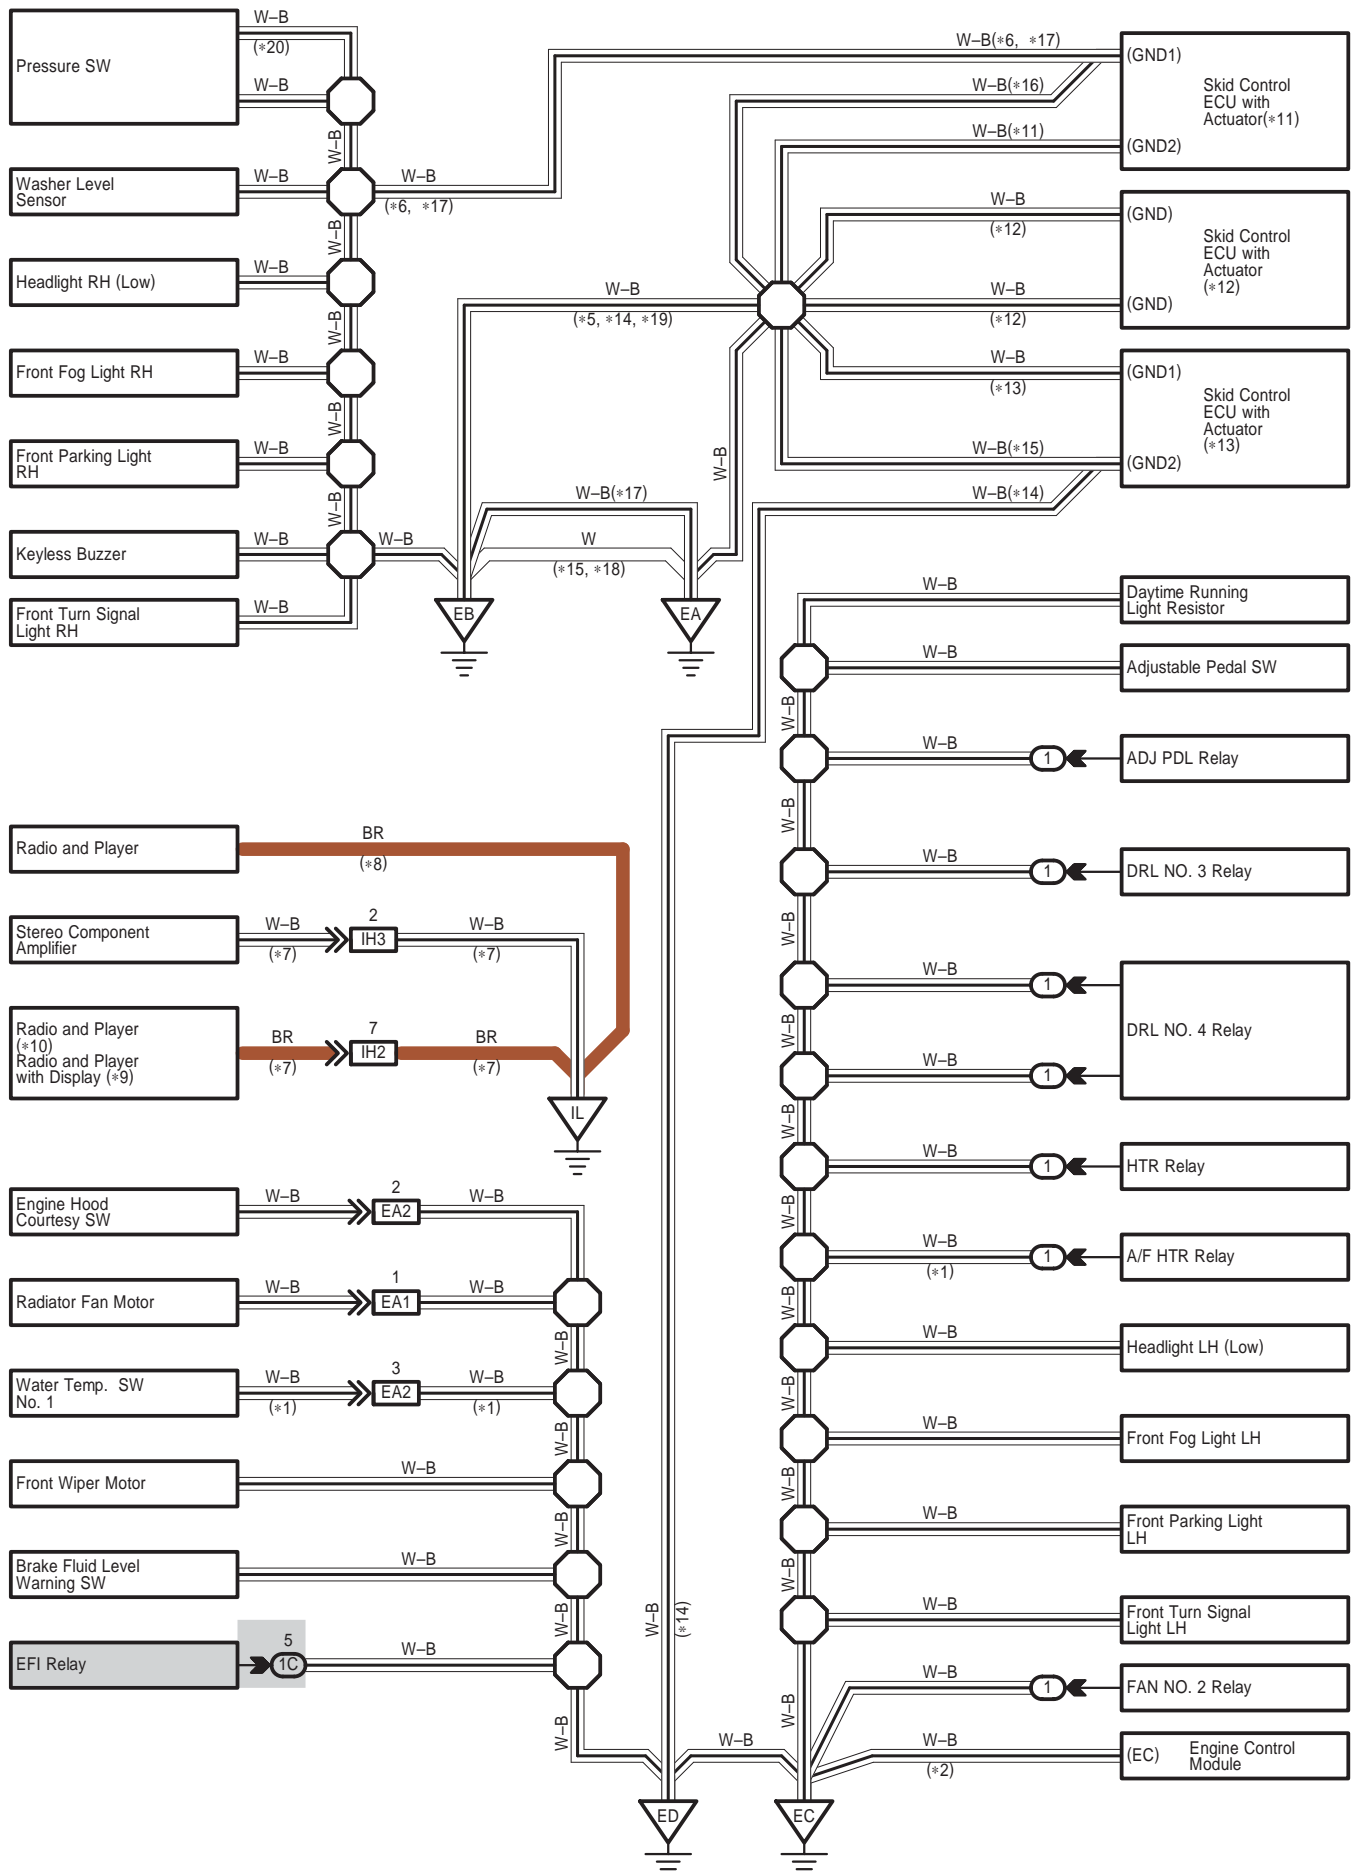 W–B
(*20)
Pressure SW
W–B
W–B
Washer Level
Sensor
W–B
W–B
(*6, *17)
W–B
Headlight RH (Low)
W–B
W–B
Front Fog Light RH
W–B
W–B
Front Parking Light
RH
W–B
W–B
Keyless Buzzer
W–B
W–B
Front Turn Signal
Light RH
W–B
W–B(*6, *17)
(GND1)
W–B(*16)
Skid Control
ECU with
Actuator(*11)
W–B(*11)
(GND2)
W–B
(*12)
(GND)
Skid Control
ECU with
Actuator
(*12)
W–B
(*12)
(GND)
W–B
(*5, *14, *19)
W–B
(*13)
(GND1)
Skid Control
ECU with
Actuator
(*13)
W–B(*15)
(GND2)
W–B
W–B(*14)
W–B(*17)
W
(*15, *18)
EB
EA
W–B
Daytime Running
Light Resistor
W–B
Adjustable Pedal SW
W–B
W–B
1
ADJ PDL Relay
W–B
W–B
1
DRL NO. 3 Relay
W–B
W–B
1
DRL NO. 4 Relay
W–B
W–B
1
W–B
W–B
1
HTR Relay
W–B
W–B
(*1)
1
A/F HTR Relay
W–B
W–B
Headlight LH (Low)
W–B
W–B
Front Fog Light LH
W–B
W–B
Front Parking Light
LH
W–B
W–B
Front Turn Signal
Light LH
W–B
W–B
1
FAN NO. 2 Relay
W–B
(*2)
(EC)
Engine Control
Module
Radio and Player
BR
(*8)
Stereo Component
Amplifier
W–B
(*7)
2
IH3
W–B
(*7)
Radio and Player
(*10)
Radio and Player
with Display (*9)
BR
(*7)
7
IH2
BR
(*7)
IL
Engine Hood
Courtesy SW
W–B
2
EA2
W–B
Radiator Fan Motor
W–B
1
EA1
W–B
W–B
Water Temp. SW
No. 1
W–B
(*1)
3
EA2
W–B
(*1)
W–B
Front Wiper Motor
W–B
W–B
Brake Fluid Level
Warning SW
W–B
W–B
EFI Relay
5
1C
W–B
W–B
W–B
(*14)
W–B
ED
EC